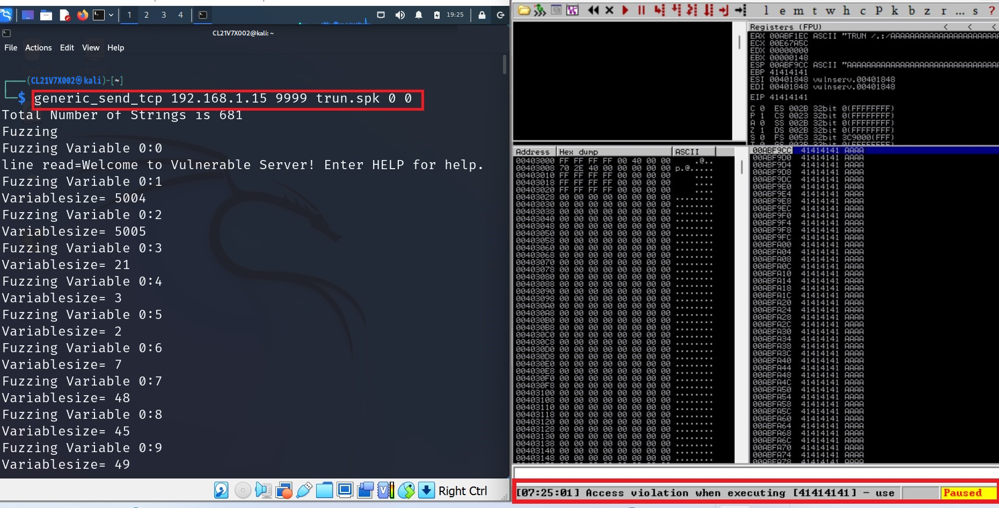 1 2 3 4 19:25
CL21V7X002@kali: ~
File Actions Edit View Help
Trash
(CL21V7X002㉿kali)-[~]
$ generic_send_tcp 192.168.1.15 9999 trun.spk 0 0
Total Number of Strings is 681
Fuzzing
Fuzzing Variable 0:0
line read=Welcome to Vulnerable Server! Enter HELP for help.
Fuzzing Variable 0:1
Variablesize= 5004
Fuzzing Variable 0:2
Variablesize= 5005
Fuzzing Variable 0:3
Variablesize= 21
Fuzzing Variable 0:4
Variablesize= 3
Fuzzing Variable 0:5
Variablesize= 2
Fuzzing Variable 0:6
Variablesize= 7
Fuzzing Variable 0:7
Variablesize= 48
Fuzzing Variable 0:8
Variablesize= 45
Fuzzing Variable 0:9
Variablesize= 49
Right Ctrl
l e m t w h c P k b z r ... s ?
Registers (FPU) < < <
EAX 00ABF1EC ASCII "TRUN /.:/AAAAAAAAAAAAAAAAAAAAAAA
ECX 00E67A5C
EDX 00000000
EBX 00000148
ESP 00ABF9CC ASCII "AAAAAAAAAAAAAAAAAAAAAAAAAAAAAAAA
EBP 41414141
ESI 00401848 vulnserv.00401848
EDI 00401848 vulnserv.00401848
EIP 41414141
C 0 ES 002B 32bit 0(FFFFFFFF)
P 1 CS 0023 32bit 0(FFFFFFFF)
A 0 SS 002B 32bit 0(FFFFFFFF)
Z 1 DS 002B 32bit 0(FFFFFFFF)
S 0 FS 0053 32bit 3C9000(FFF)
Address Hex dump ASCII
00403000 FF FF FF FF 00 40 00 00 .@..
00403008 70 2E 40 00 00 00 00 00 p.@.....
00403010 FF FF FF FF 00 00 00 00 ....
00403018 FF FF FF FF 00 00 00 00 ....
00403020 FF FF FF FF 00 00 00 00 ....
00403028 00 00 00 00 00 00 00 00 ........
00403030 00 00 00 00 00 00 00 00 ........
00403038 00 00 00 00 00 00 00 00 ........
00403040 00 00 00 00 00 00 00 00 ........
00403048 00 00 00 00 00 00 00 00 ........
00403050 00 00 00 00 00 00 00 00 ........
00403058 00 00 00 00 00 00 00 00 ........
00403060 00 00 00 00 00 00 00 00 ........
00403068 00 00 00 00 00 00 00 00 ........
00403070 00 00 00 00 00 00 00 00 ........
00403078 00 00 00 00 00 00 00 00 ........
00403080 00 00 00 00 00 00 00 00 ........
00403088 00 00 00 00 00 00 00 00 ........
00403090 00 00 00 00 00 00 00 00 ........
00403098 00 00 00 00 00 00 00 00 ........
004030A0 00 00 00 00 00 00 00 00 ........
004030A8 00 00 00 00 00 00 00 00 ........
004030B0 00 00 00 00 00 00 00 00 ........
004030B8 00 00 00 00 00 00 00 00 ........
004030C0 00 00 00 00 00 00 00 00 ........
004030C8 00 00 00 00 00 00 00 00 ........
004030D0 00 00 00 00 00 00 00 00 ........
004030D8 00 00 00 00 00 00 00 00 ........
004030E0 00 00 00 00 00 00 00 00 ........
004030E8 00 00 00 00 00 00 00 00 ........
004030F0 00 00 00 00 00 00 00 00 ........
004030F8 00 00 00 00 00 00 00 00 ........
00403100 00 00 00 00 00 00 00 00 ........
00403108 00 00 00 00 00 00 00 00 ........
00403110 00 00 00 00 00 00 00 00 ........
00403118 00 00 00 00 00 00 00 00 ........
00403120 00 00 00 00 00 00 00 00 ........
00403128 00 00 00 00 00 00 00 00 ........
00403130 00 00 00 00 00 00 00 00 ........
00403138 00 00 00 00 00 00 00 00 ........
00403140 00 00 00 00 00 00 00 00 ........
00403148 00 00 00 00 00 00 00 00 ........
00ABF9CC 41414141 AAAA
00ABF9D0 41414141 AAAA
00ABF9D4 41414141 AAAA
00ABF9D8 41414141 AAAA
00ABF9DC 41414141 AAAA
00ABF9E0 41414141 AAAA
00ABF9E4 41414141 AAAA
00ABF9E8 41414141 AAAA
00ABF9EC 41414141 AAAA
00ABF9F0 41414141 AAAA
00ABF9F4 41414141 AAAA
00ABF9F8 41414141 AAAA
00ABF9FC 41414141 AAAA
00ABFA00 41414141 AAAA
00ABFA04 41414141 AAAA
00ABFA08 41414141 AAAA
00ABFA0C 41414141 AAAA
00ABFA10 41414141 AAAA
00ABFA14 41414141 AAAA
00ABFA18 41414141 AAAA
00ABFA1C 41414141 AAAA
00ABFA20 41414141 AAAA
00ABFA24 41414141 AAAA
00ABFA28 41414141 AAAA
00ABFA2C 41414141 AAAA
00ABFA30 41414141 AAAA
00ABFA34 41414141 AAAA
00ABFA38 41414141 AAAA
00ABFA3C 41414141 AAAA
00ABFA40 41414141 AAAA
00ABFA44 41414141 AAAA
00ABFA48 41414141 AAAA
00ABFA4C 41414141 AAAA
00ABFA50 41414141 AAAA
00ABFA54 41414141 AAAA
00ABFA58 41414141 AAAA
00ABFA5C 41414141 AAAA
00ABFA60 41414141 AAAA
00ABFA64 41414141 AAAA
00ABFA68 41414141 AAAA
00ABFA6C 41414141 AAAA
00ABFA70 41414141 AAAA
00ABFA74 41414141 AAAA
00ABFA78 41414141 AAAA
[07:25:01] Access violation when executing [41414141] - use Paused